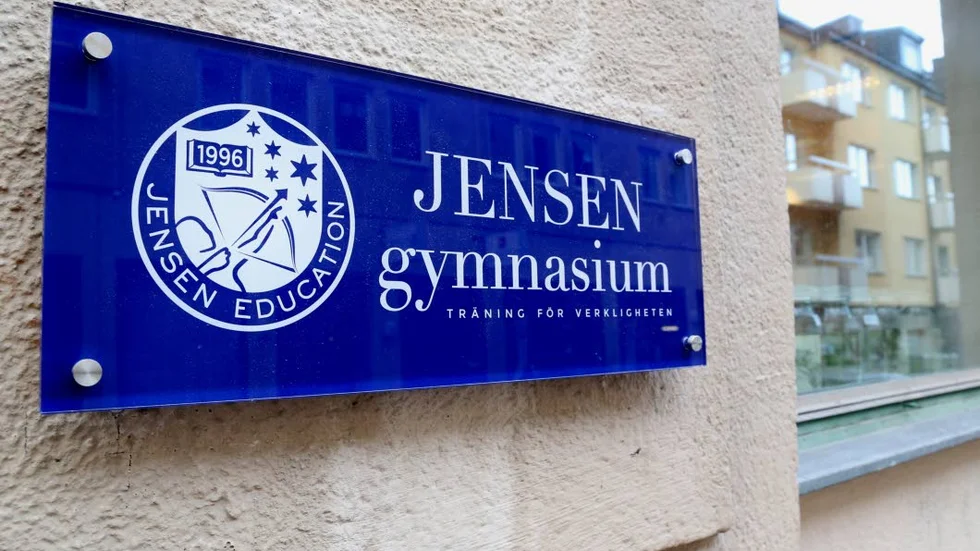 1996
JENSEN EDUCATION
JENSEN
gymnasium
TRÄNING FÖR VERKLIGHETEN